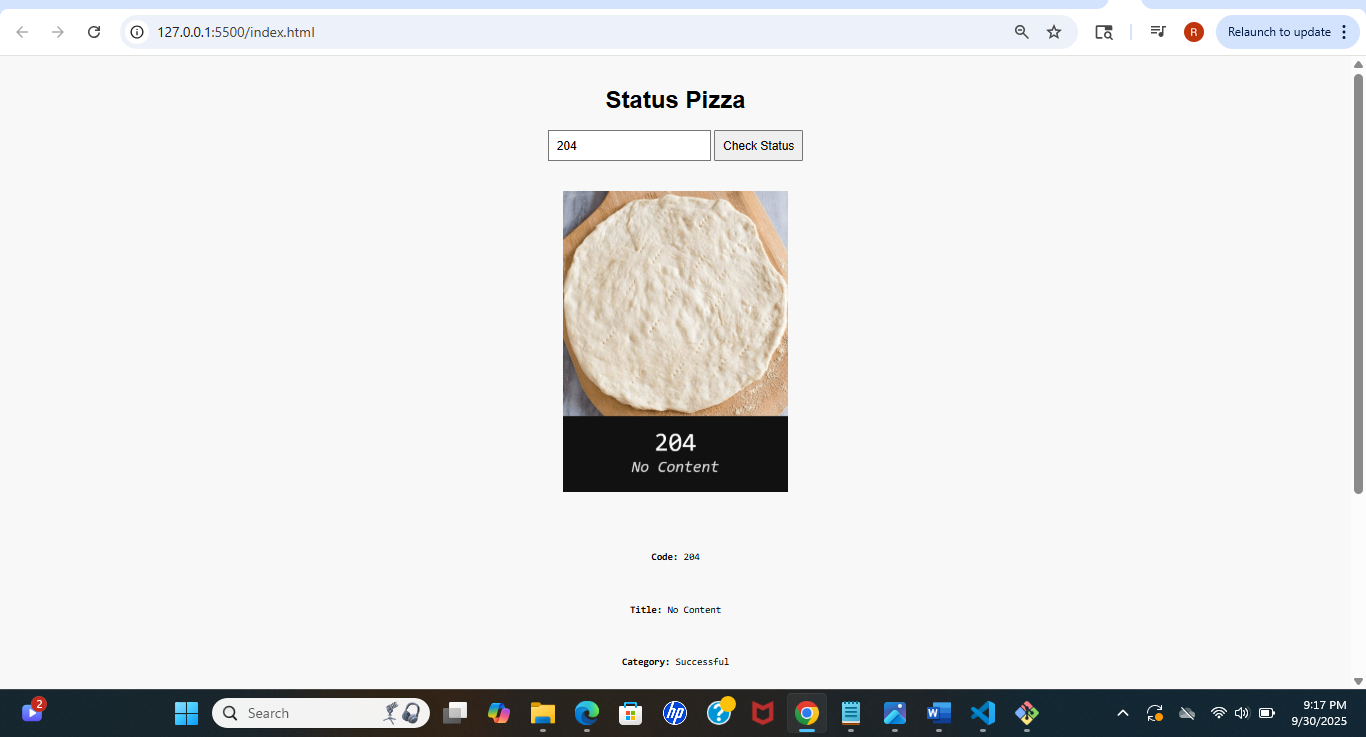 127.0.0.1:5500/index.html
R
Relaunch to update
Status Pizza
204
Check Status
204
No Content
Code: 204
Title: No Content
Category: Successful
2
Search
hp
?
W
9:17 PM
9/30/2025